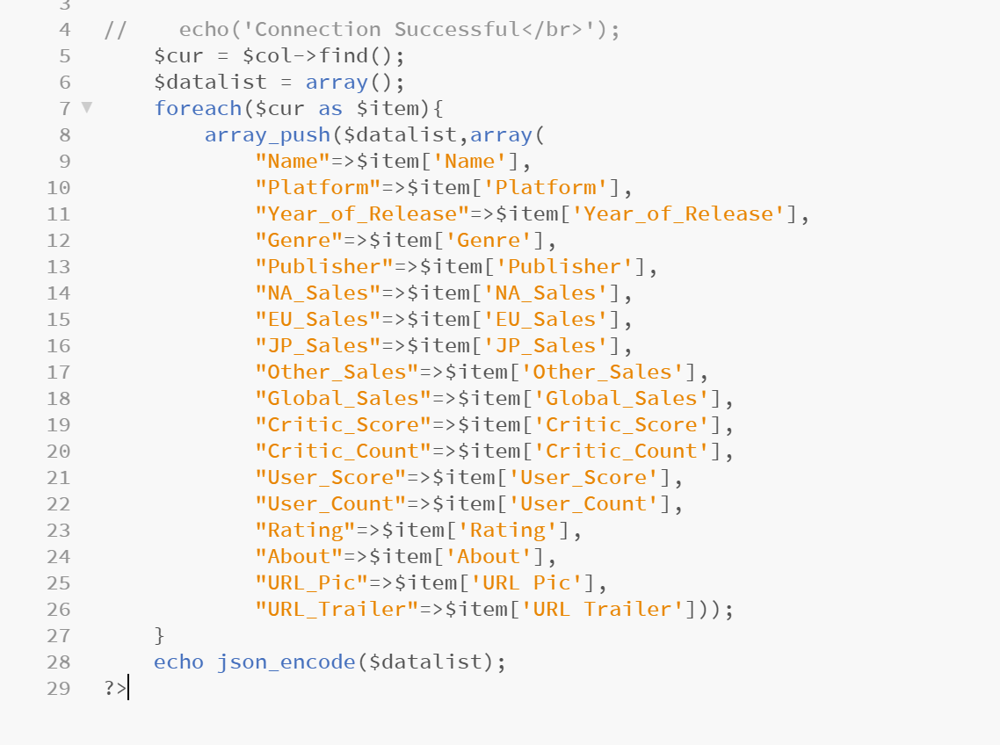 3
4 //    echo('Connection Successful</br>');
5     $cur = $col->find();
6     $datalist = array();
7 ▼     foreach($cur as $item){
8         array_push($datalist,array(
9             "Name"=>$item['Name'],
10             "Platform"=>$item['Platform'],
11             "Year_of_Release"=>$item['Year_of_Release'],
12             "Genre"=>$item['Genre'],
13             "Publisher"=>$item['Publisher'],
14             "NA_Sales"=>$item['NA_Sales'],
15             "EU_Sales"=>$item['EU_Sales'],
16             "JP_Sales"=>$item['JP_Sales'],
17             "Other_Sales"=>$item['Other_Sales'],
18             "Global_Sales"=>$item['Global_Sales'],
19             "Critic_Score"=>$item['Critic_Score'],
20             "Critic_Count"=>$item['Critic_Count'],
21             "User_Score"=>$item['User_Score'],
22             "User_Count"=>$item['User_Count'],
23             "Rating"=>$item['Rating'],
24             "About"=>$item['About'],
25             "URL_Pic"=>$item['URL Pic'],
26             "URL_Trailer"=>$item['URL Trailer']));
27     }
28     echo json_encode($datalist);
29 ?>